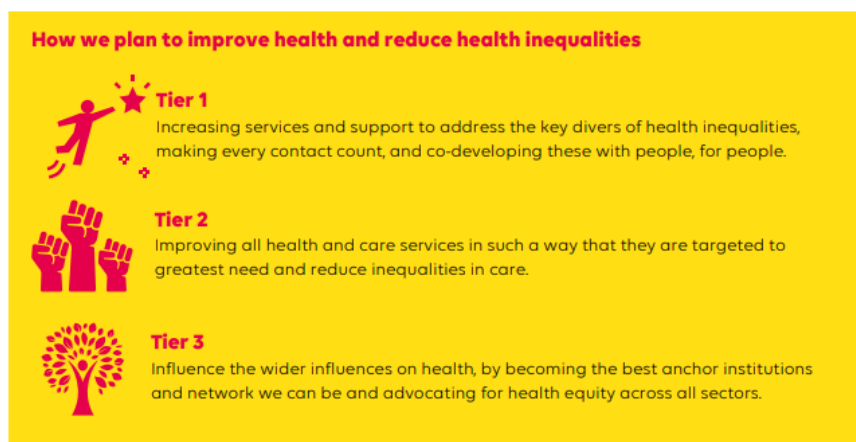 How we plan to improve health and reduce health inequalities
Tier 1
Increasing services and support to address the key divers of health inequalities,
making every contact count, and co-developing these with people, for people.
Tier 2
Improving all health and care services in such a way that they are targeted to
greatest need and reduce inequalities in care.
Tier 3
Influence the wider influences on health, by becoming the best anchor institutions
and network we can be and advocating for health equity across all sectors.